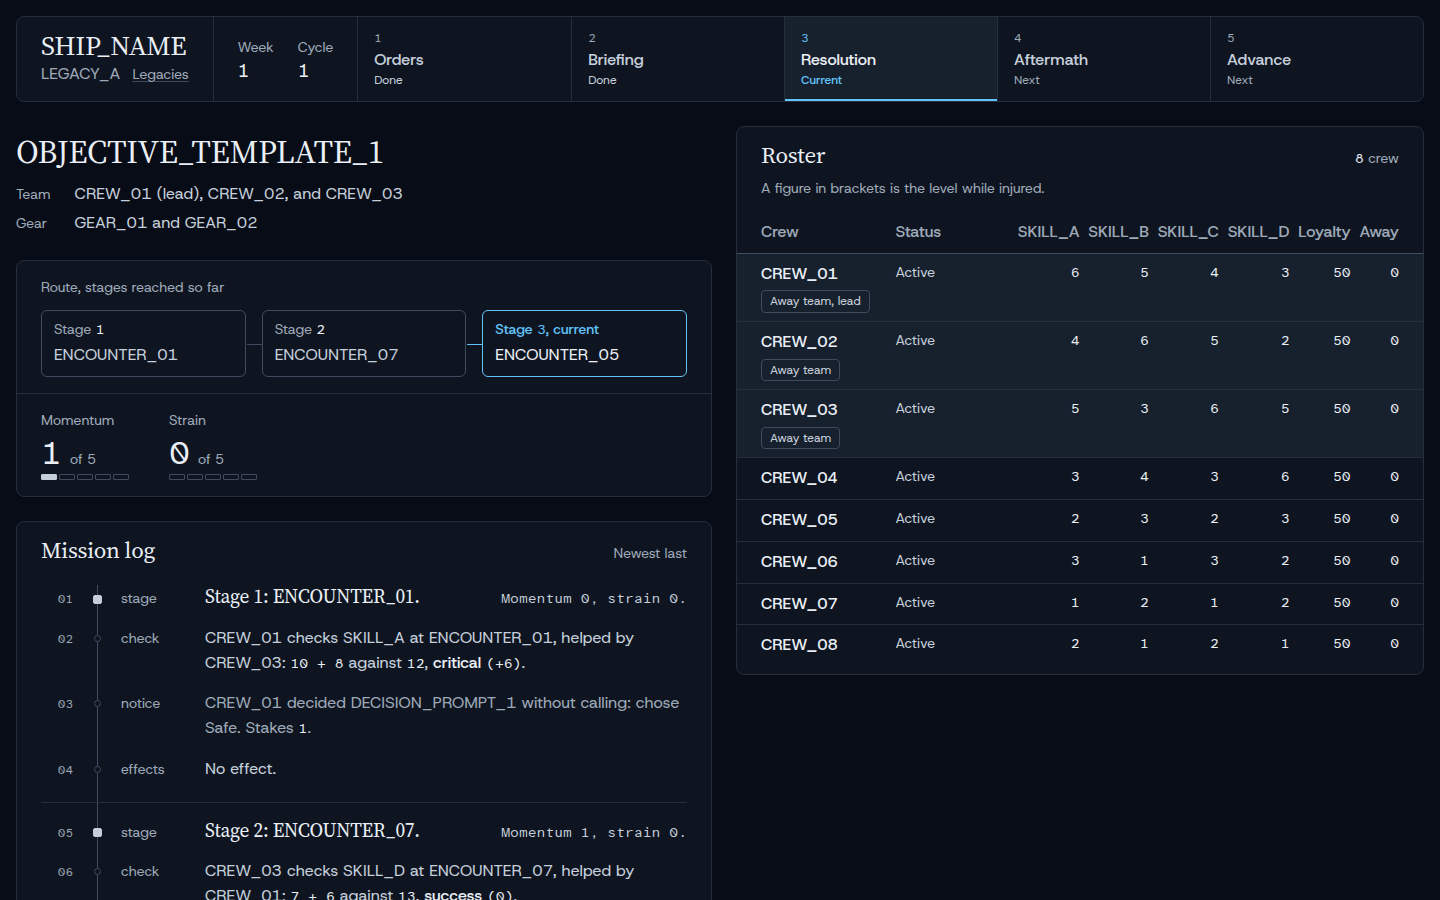 SHIP_NAME
LEGACY_A Legacies
Week Cycle
1 1
1
Orders
Done
2
Briefing
Done
3
Resolution
Current
4
Aftermath
Next
5
Advance
Next
OBJECTIVE_TEMPLATE_1
Team CREW_01 (lead), CREW_02, and CREW_03
Gear GEAR_01 and GEAR_02
Route, stages reached so far
Stage 1
ENCOUNTER_01
Stage 2
ENCOUNTER_07
Stage 3, current
ENCOUNTER_05
Momentum Strain
1 of 5 0 of 5
Mission log Newest last
01 stage Stage 1: ENCOUNTER_01. Momentum 0, strain 0.
02 check CREW_01 checks SKILL_A at ENCOUNTER_01, helped by
CREW_03: 10 + 8 against 12, critical (+6).
03 notice CREW_01 decided DECISION_PROMPT_1 without calling: chose
Safe. Stakes 1.
04 effects No effect.
05 stage Stage 2: ENCOUNTER_07. Momentum 1, strain 0.
06 check CREW_03 checks SKILL_D at ENCOUNTER_07, helped by
CREW_01: 7 + 6 against 13, success (0).
Roster 8 crew
A figure in brackets is the level while injured.
Crew Status SKILL_A SKILL_B SKILL_C SKILL_D Loyalty Away
CREW_01 Active 6 5 4 3 50 0
Away team, lead
CREW_02 Active 4 6 5 2 50 0
Away team
CREW_03 Active 5 3 6 5 50 0
Away team
CREW_04 Active 3 4 3 6 50 0
CREW_05 Active 2 3 2 3 50 0
CREW_06 Active 3 1 3 2 50 0
CREW_07 Active 1 2 1 2 50 0
CREW_08 Active 2 1 2 1 50 0